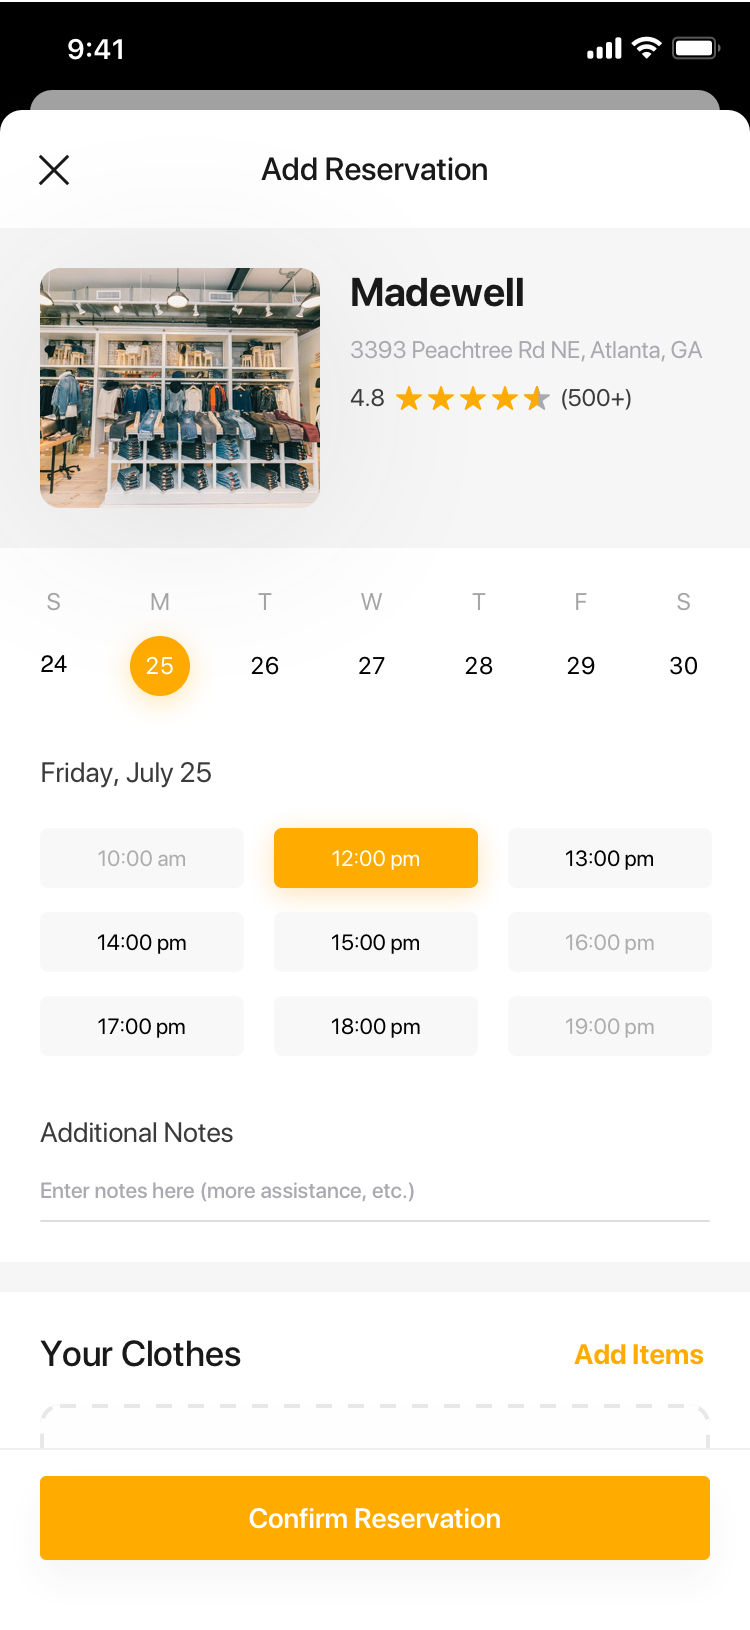 9:41
Add Reservation
Madewell
3393 Peachtree Rd NE, Atlanta, GA
4.8 (500+)
S M T W T F S
24 25 26 27 28 29 30
Friday, July 25
10:00 am 12:00 pm 13:00 pm
14:00 pm 15:00 pm 16:00 pm
17:00 pm 18:00 pm 19:00 pm
Additional Notes
Enter notes here (more assistance, etc.)
Your Clothes Add Items
Confirm Reservation